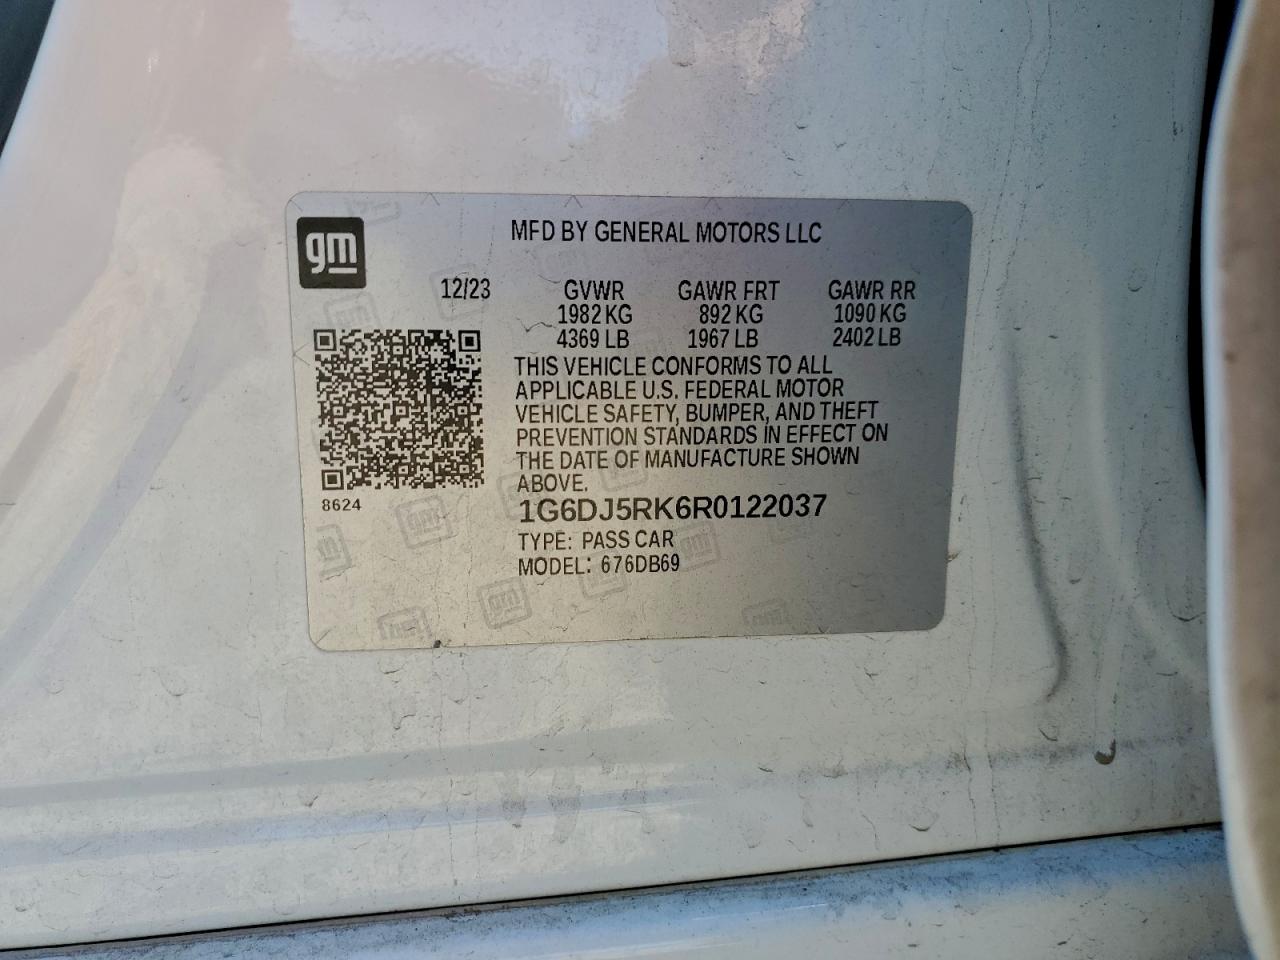 gm
MFD BY GENERAL MOTORS LLC
12/23 GVWR GAWR FRT GAWR RR
1982 KG 892 KG 1090 KG
4369 LB 1967 LB 2402 LB
THIS VEHICLE CONFORMS TO ALL
APPLICABLE U.S. FEDERAL MOTOR
VEHICLE SAFETY, BUMPER, AND THEFT
PREVENTION STANDARDS IN EFFECT ON
THE DATE OF MANUFACTURE SHOWN
ABOVE.
8624
1G6DJ5RK6R0122037
TYPE: PASS CAR
MODEL: 676DB69